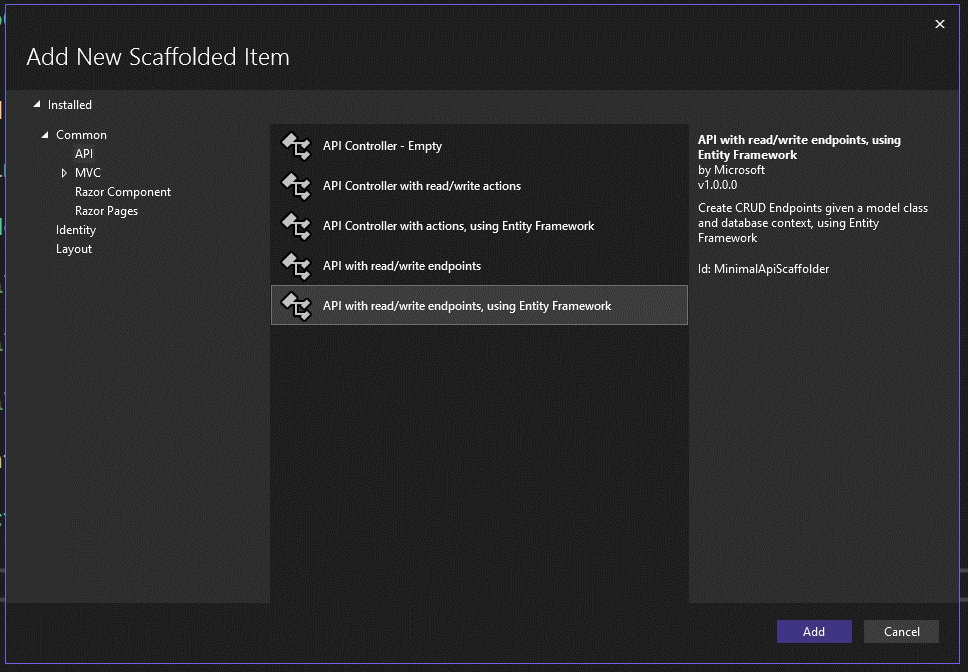 Add New Scaffolded Item
Installed
Common
API
MVC
Razor Component
Razor Pages
Identity
Layout
API Controller - Empty
API Controller with read/write actions
API Controller with actions, using Entity Framework
API with read/write endpoints
API with read/write endpoints, using Entity Framework
API with read/write endpoints, using
Entity Framework
by Microsoft
v1.0.0.0
Create CRUD Endpoints given a model class
and database context, using Entity
Framework
Id: MinimalApiScaffolder
Add
Cancel